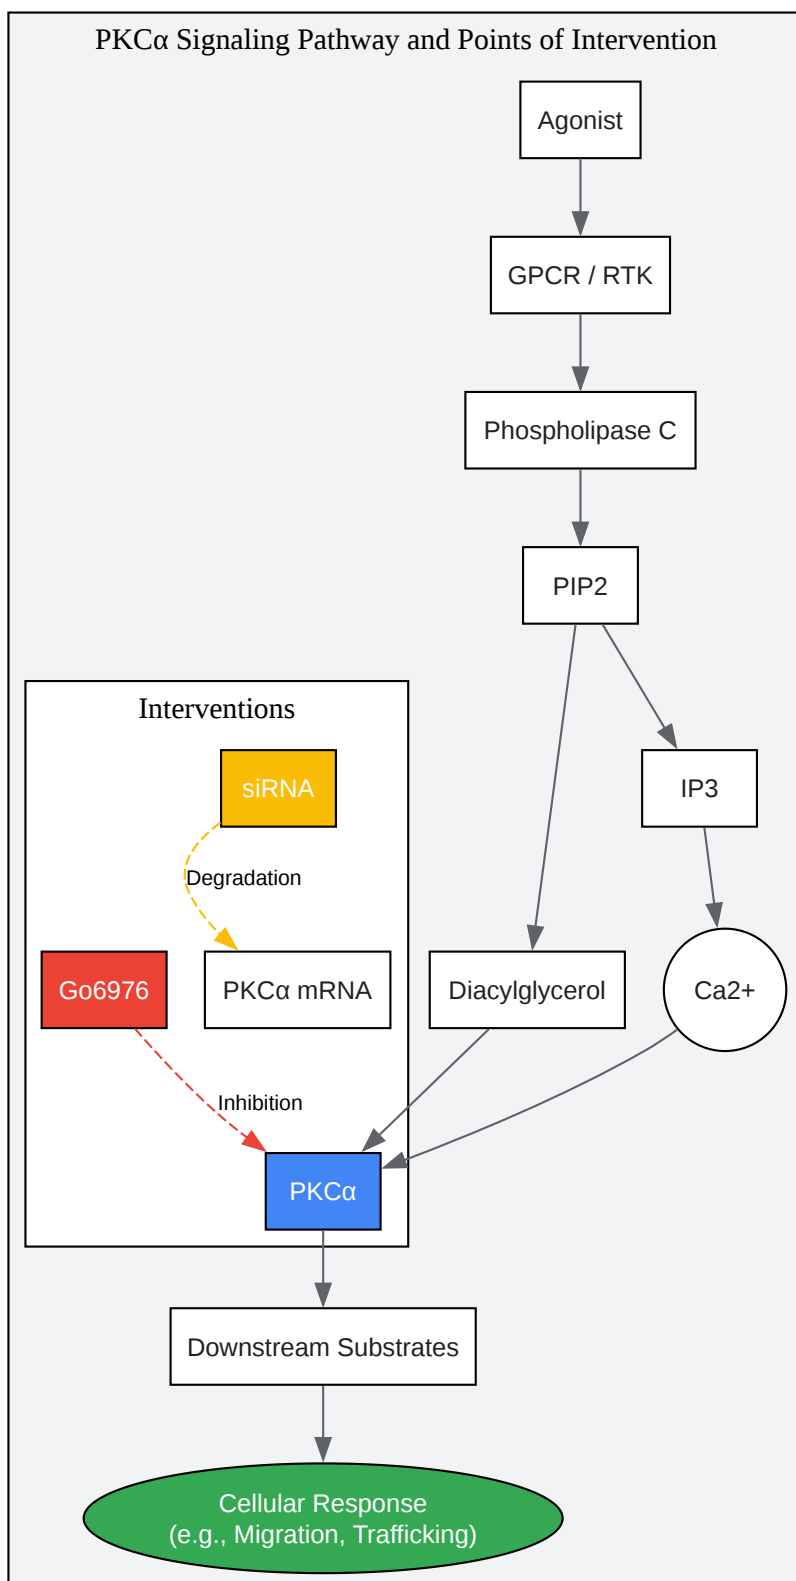 PKCα Signaling Pathway and Points of Intervention
Agonist
GPCR / RTK
Phospholipase C
PIP2
Interventions
siRNA
IP3
Degradation
Go6976
PKCα mRNA
Diacylglycerol
Ca2+
Inhibition
PKCα
Downstream Substrates
Cellular Response
(e.g., Migration, Trafficking)